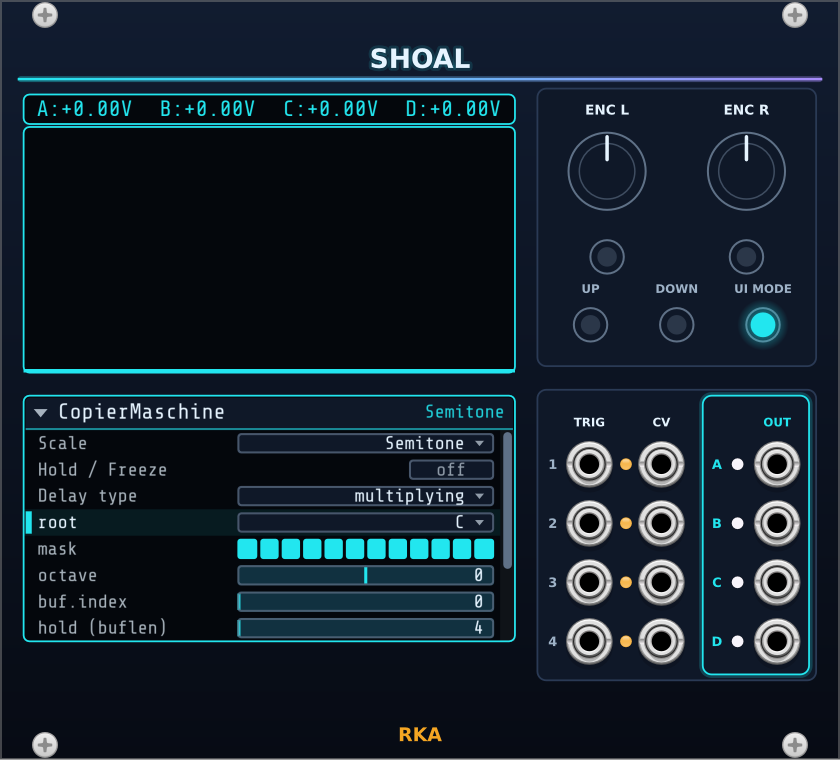 SHOAL
A:+0.00V B:+0.00V C:+0.00V D:+0.00V
ENC L ENC R
UP DOWN UI MODE
CopierMaschine Semitone
Scale Semitone
Hold / Freeze off
Delay type multiplying
root C
mask
octave 0
buf.index 0
hold (buflen) 4
TRIG CV OUT
1 A
2 B
3 C
4 D
RKA